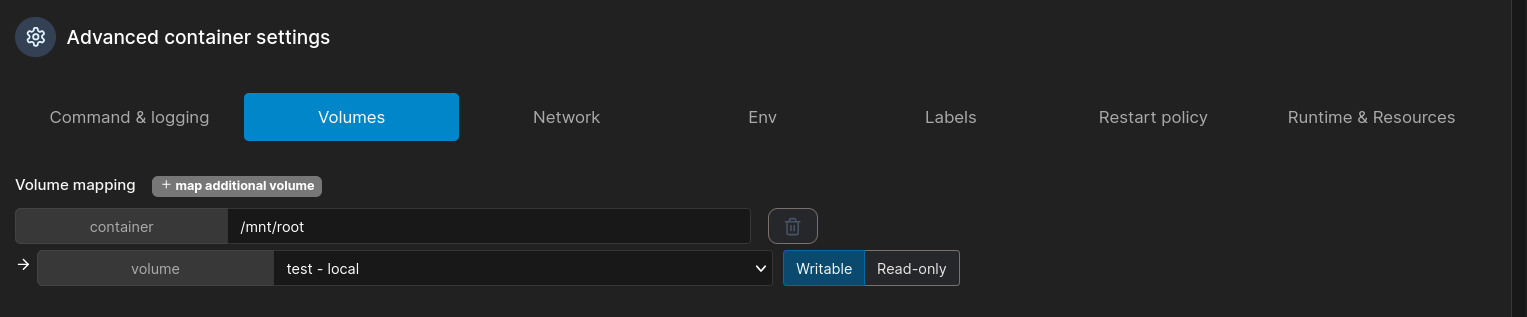 Advanced container settings
Command & logging Volumes Network Env Labels Restart policy Runtime & Resources
Volume mapping + map additional volume
container /mnt/root
→ volume test - local Writable Read-only